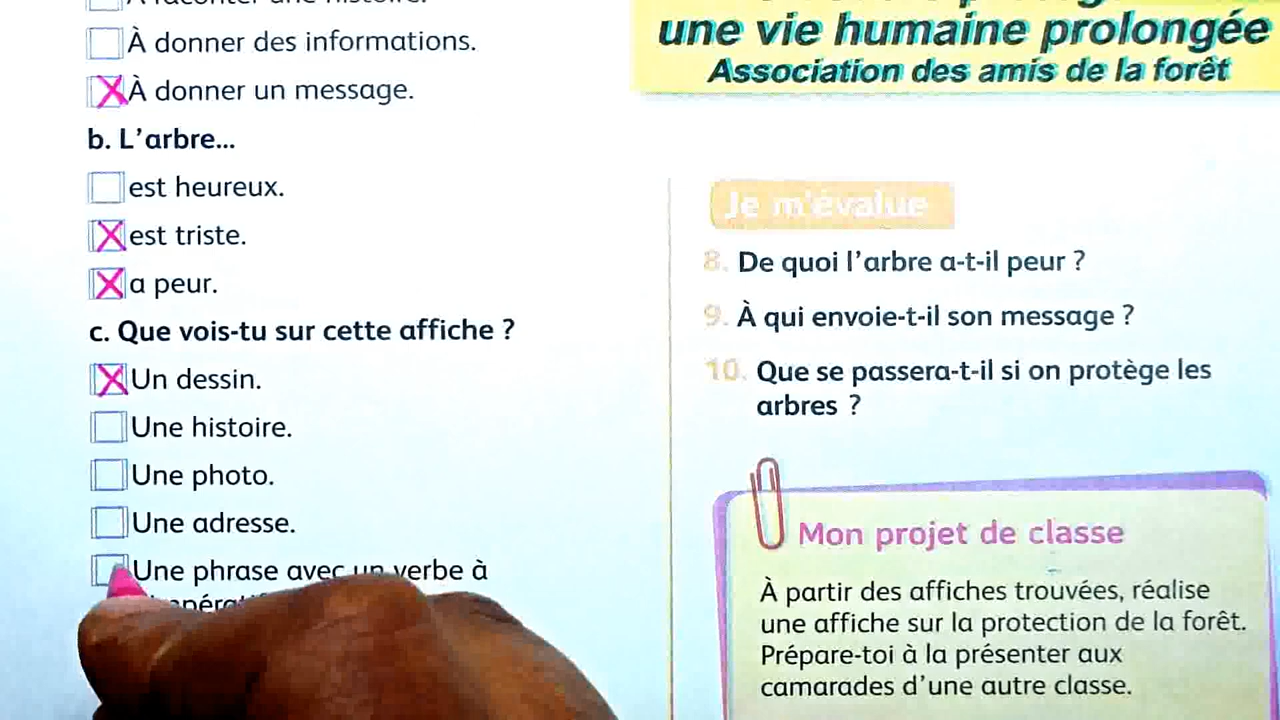 À raconter une histoire.
À donner des informations.
À donner un message.
b. L'arbre...
est heureux.
est triste.
a peur.
c. Que vois-tu sur cette affiche ?
Un dessin.
Une histoire.
Une photo.
Une adresse.
Une phrase avec un verbe à
une vie humaine prolongée
Association des amis de la forêt
Je m'évalue
8. De quoi l'arbre a-t-il peur ?
9. À qui envoie-t-il son message ?
10. Que se passera-t-il si on protège les
arbres ?
Mon projet de classe
À partir des affiches trouvées, réalise
une affiche sur la protection de la forêt.
Prépare-toi à la présenter aux
camarades d'une autre classe.